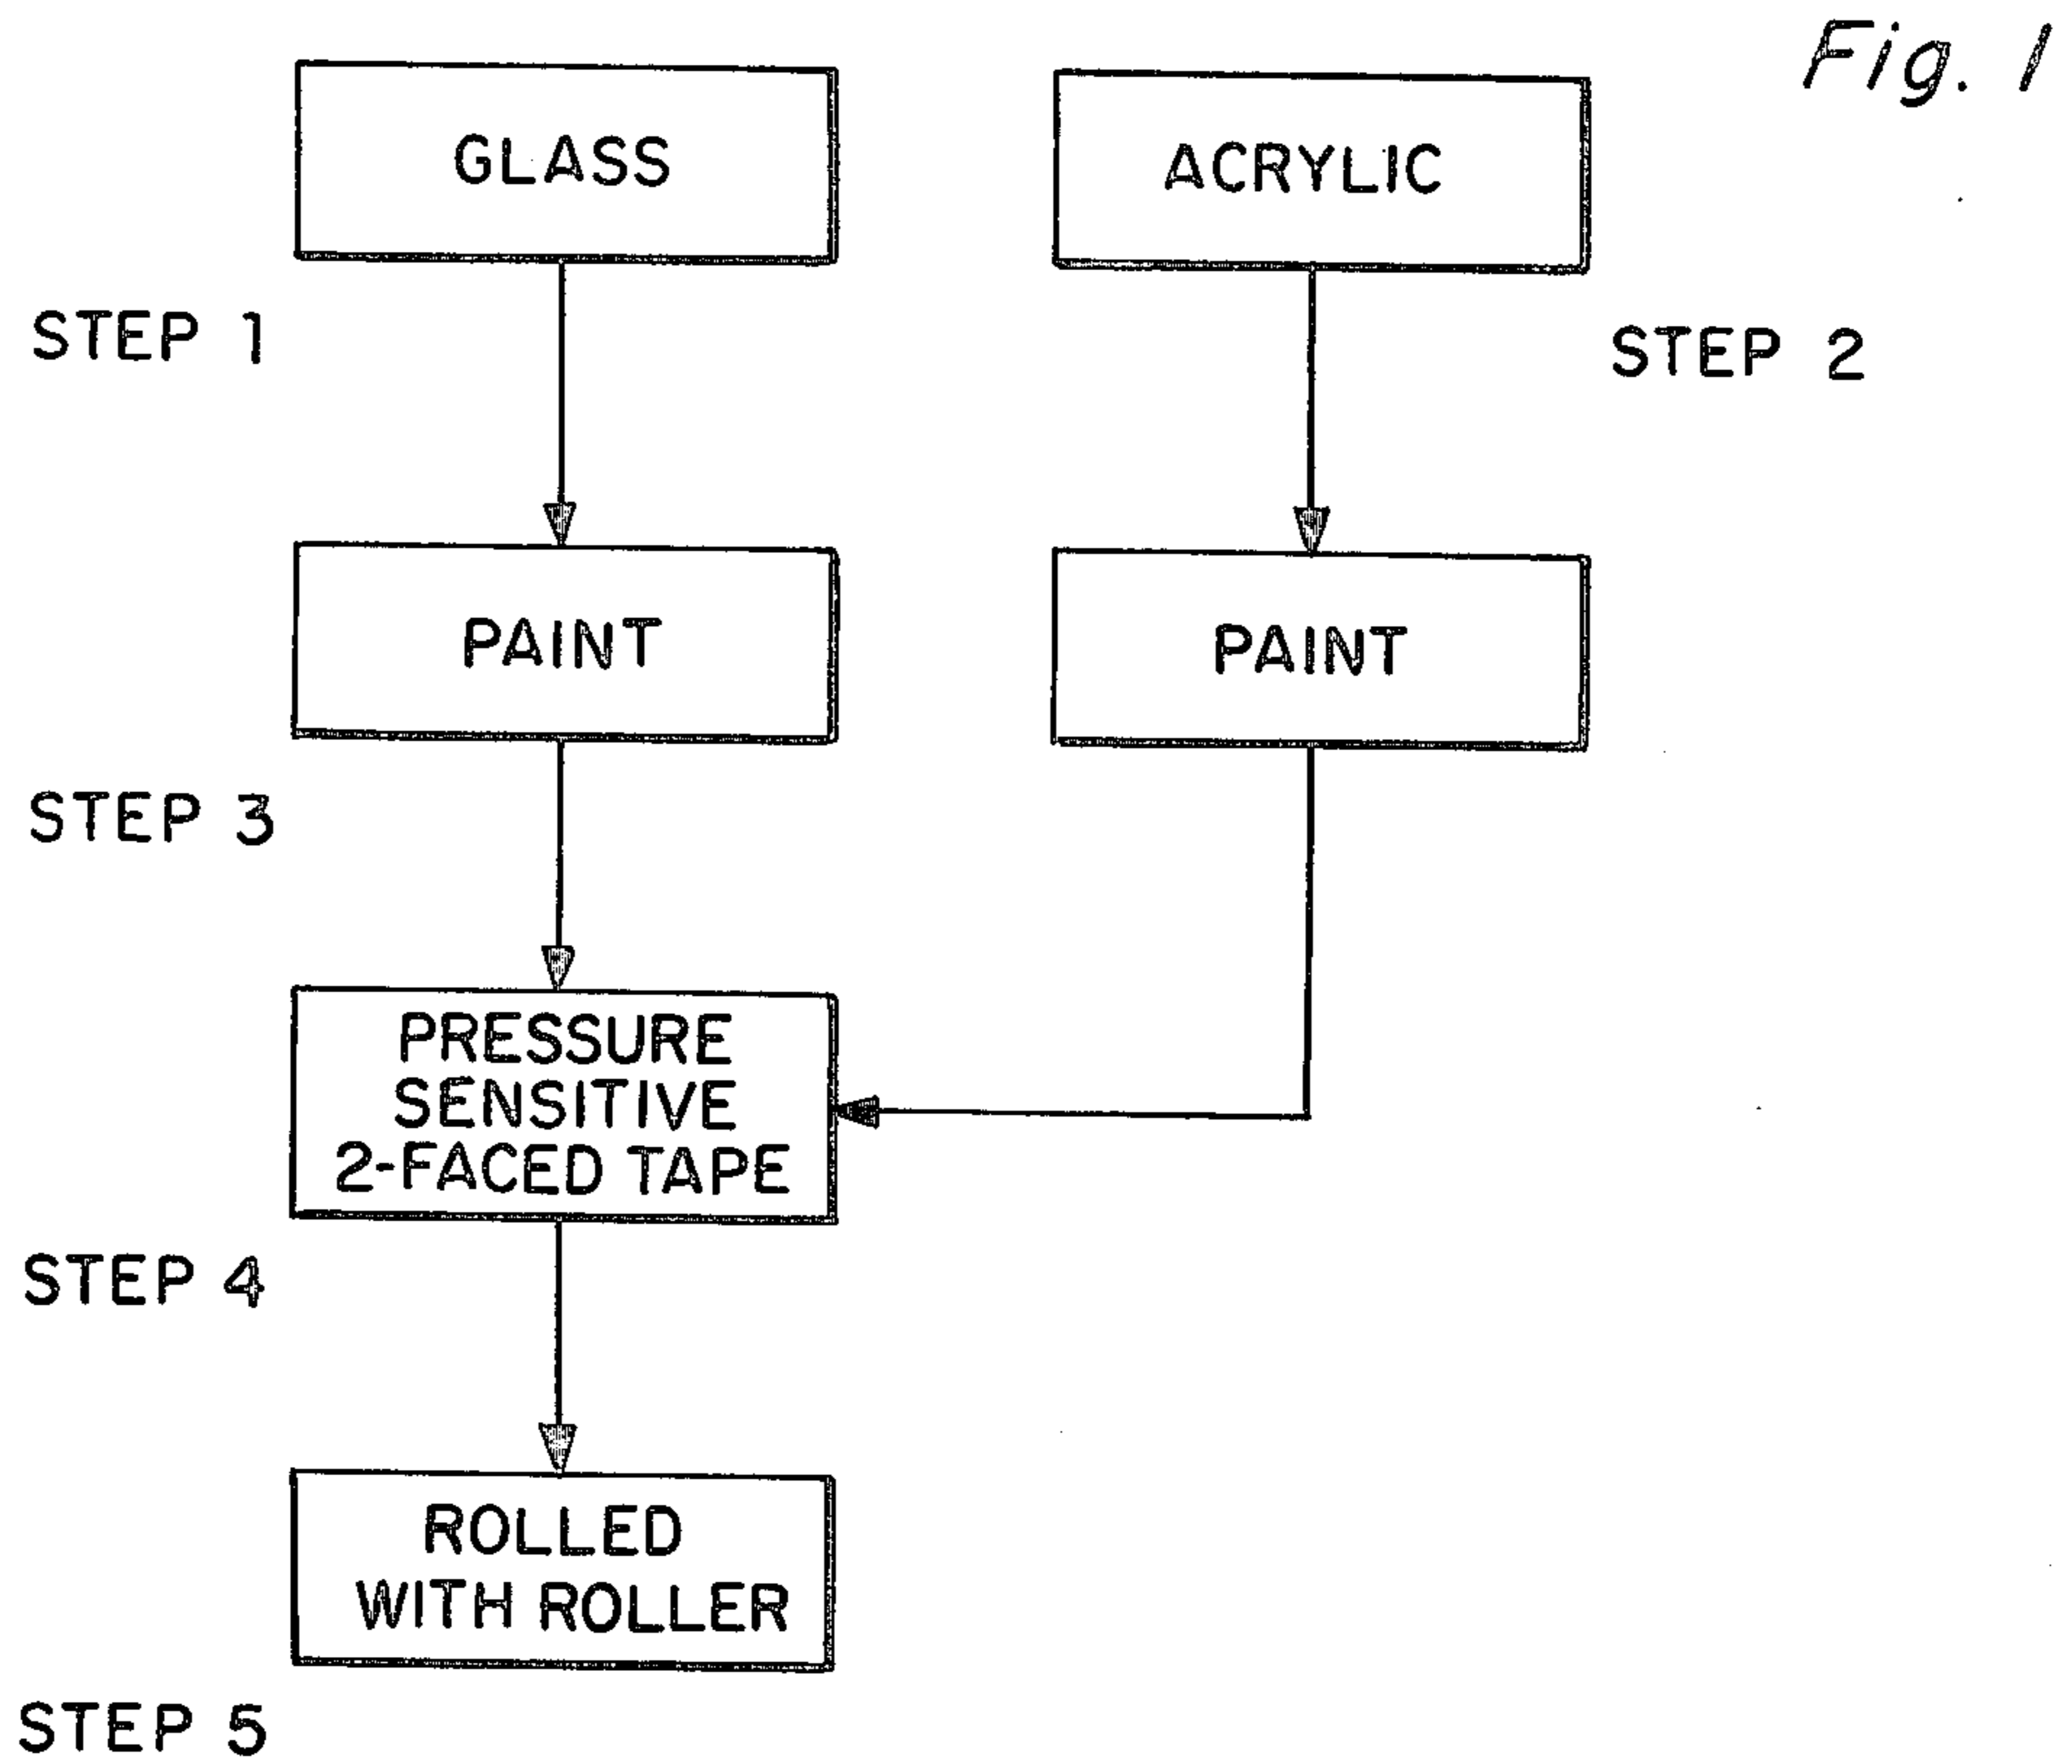 Fig. 1
GLASS
ACRYLIC
STEP 1
STEP 2
PAINT
PAINT
STEP 3
PRESSURE
SENSITIVE
2-FACED TAPE
STEP 4
ROLLED
WITH ROLLER
STEP 5